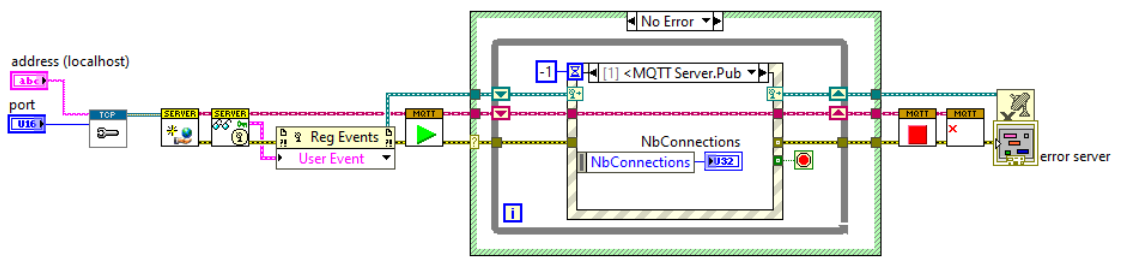 No Error
address (localhost)
abc
port
U16
TCP
SERVER
SERVER
Reg Events
User Event
MQTT
-1
[1] <MQTT Server.Pub
NbConnections
NbConnections
U32
i
MQTT
MQTT
error server